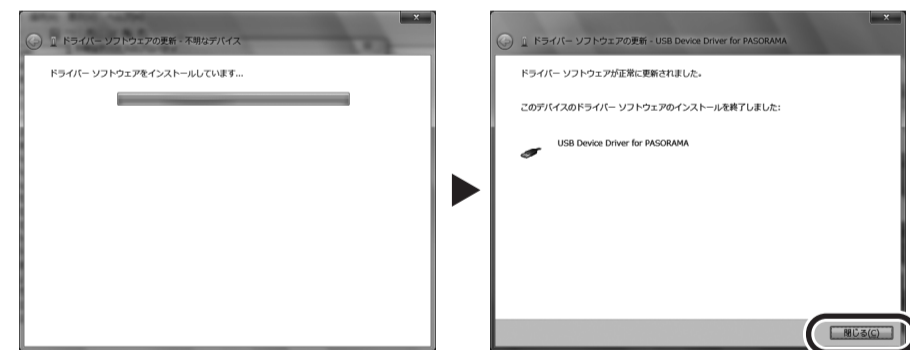 ドライバー ソフトウェアの更新 - 不明なデバイス
ドライバー ソフトウェアをインストールしています...
ドライバー ソフトウェアの更新 - USB Device Driver for PASORAMA
ドライバー ソフトウェアが正常に更新されました。
このデバイスのドライバー ソフトウェアのインストールを終了しました:
USB Device Driver for PASORAMA
閉じる(C)